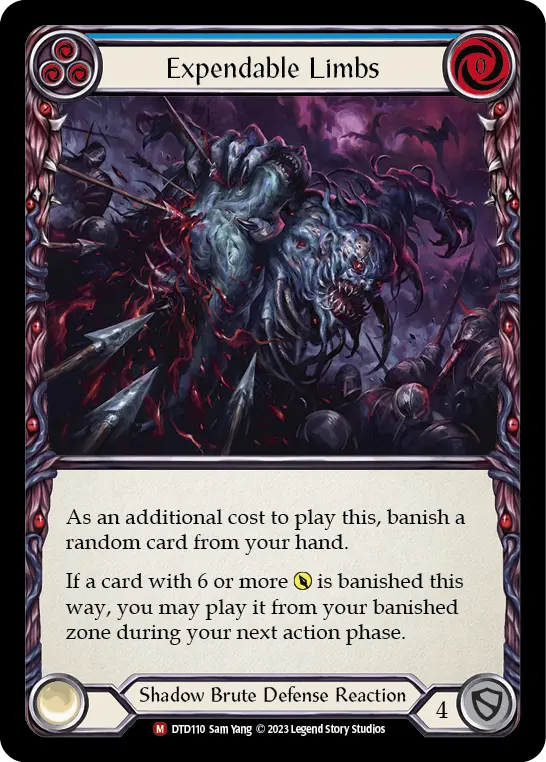 Expendable Limbs
0
As an additional cost to play this, banish a
random card from your hand.
If a card with 6 or more is banished this
way, you may play it from your banished
zone during your next action phase.
Shadow Brute Defense Reaction
4
M DTD110 Sam Yang © 2023 Legend Story Studios